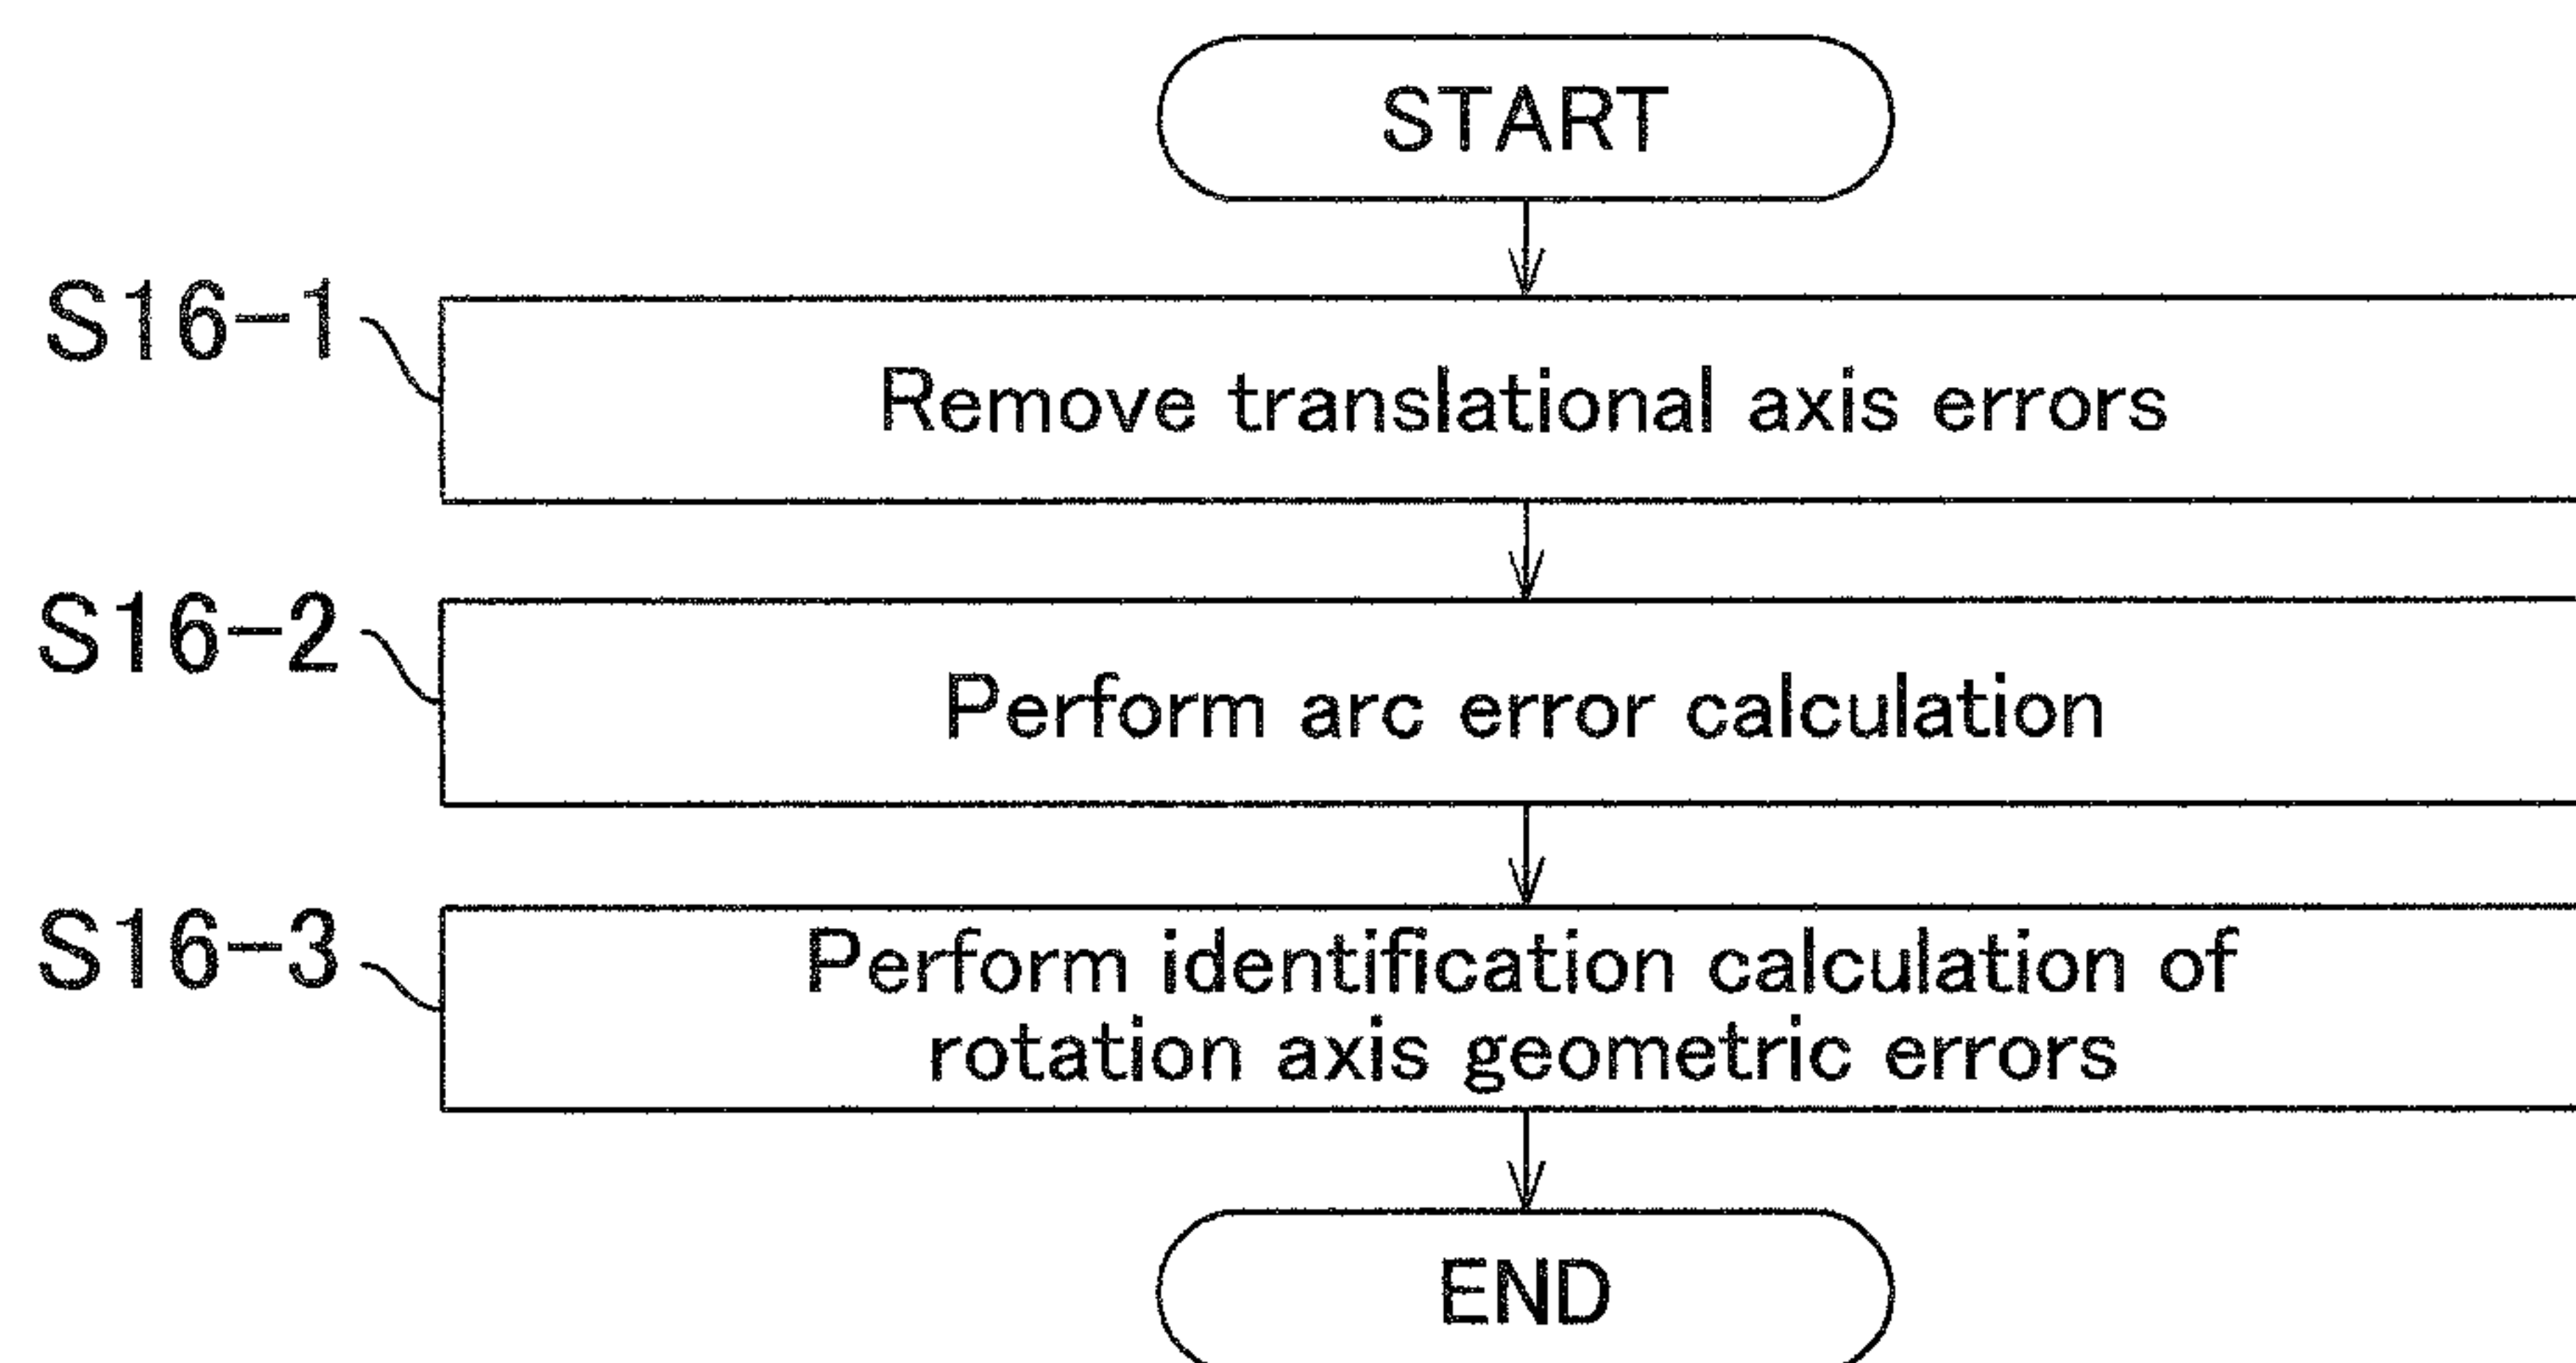 START
S16-1
Remove translational axis errors
S16-2
Perform arc error calculation
S16-3
Perform identification calculation of
rotation axis geometric errors
END